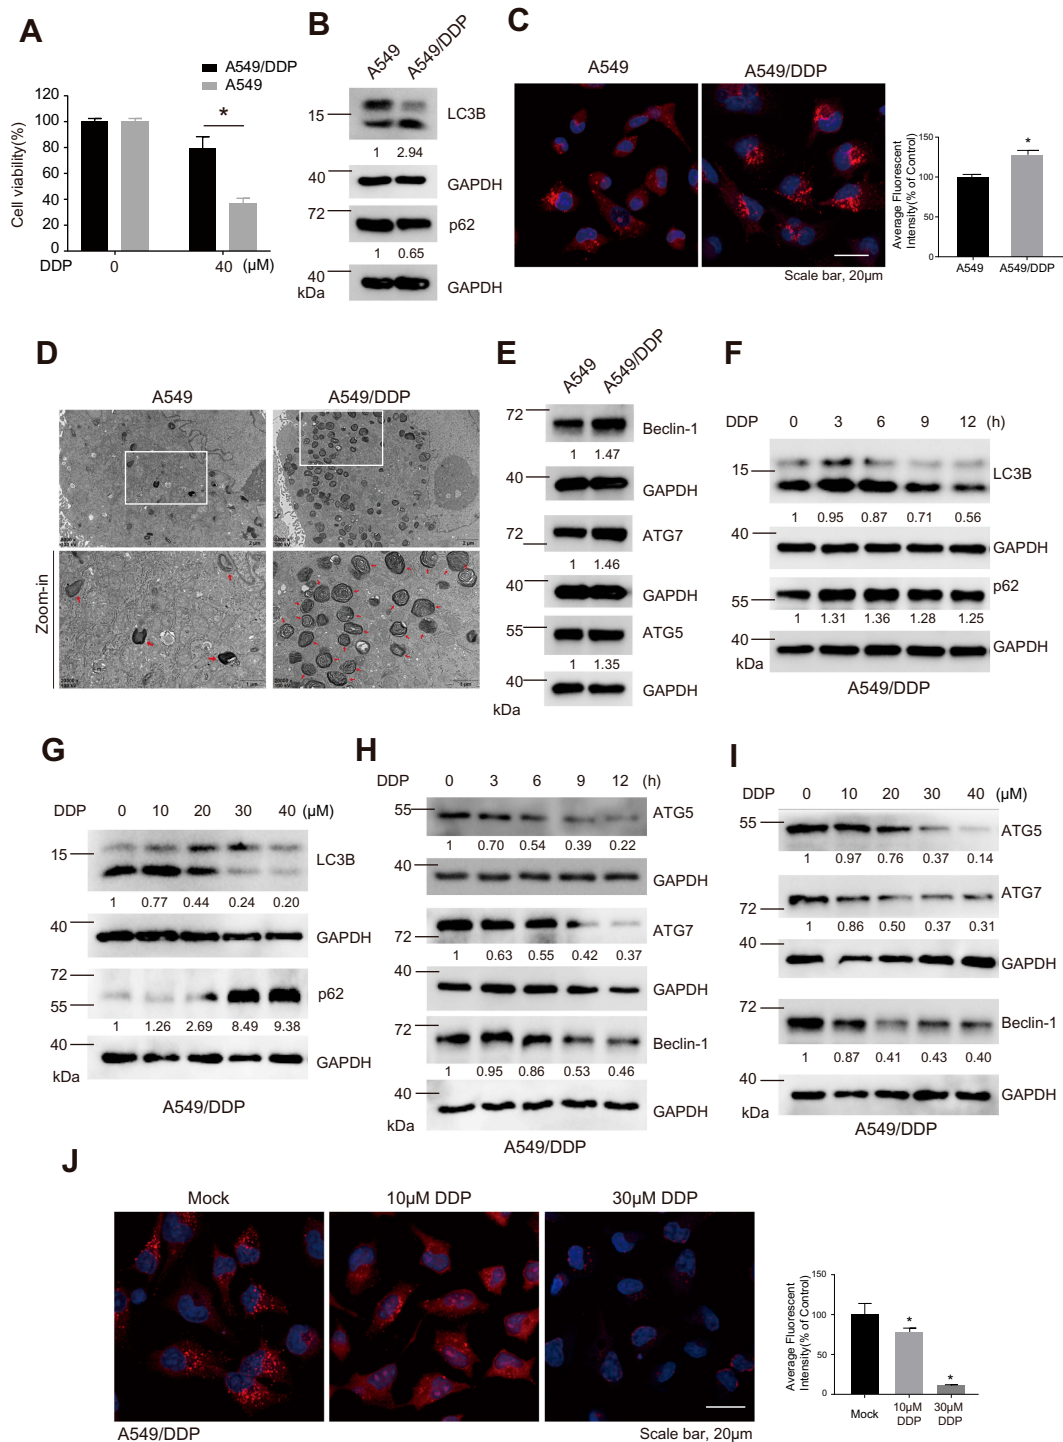 A
A549/DDP
A549
*
Cell viability(%)
120
100
80
60
40
20
0
DDP
0
40
(µM)
B
A549
A549/DDP
15
LC3B
1
2.94
40
GAPDH
72
p62
1
0.65
40
kDa
GAPDH
C
A549
A549/DDP
Scale bar, 20µm
Average Fluorescent
Intensity(% of Control)
150
100
50
0
*
A549
A549/DDP
D
A549
A549/DDP
2 µm
2 µm
Zoom-in
1 µm
1 µm
E
A549
A549/DDP
72
Beclin-1
1
1.47
40
GAPDH
72
ATG7
1
1.46
40
GAPDH
55
ATG5
1
1.35
40
GAPDH
kDa
F
DDP 0 3 6 9 12 (h)
15
LC3B
1 0.95 0.87 0.71 0.56
40
GAPDH
p62
55
1 1.31 1.36 1.28 1.25
40
GAPDH
kDa
A549/DDP
G
DDP 0 10 20 30 40 (µM)
15
LC3B
1 0.77 0.44 0.24 0.20
40
GAPDH
72
p62
55
1 1.26 2.69 8.49 9.38
40
GAPDH
kDa
A549/DDP
H
DDP 0 3 6 9 12 (h)
55
ATG5
1 0.70 0.54 0.39 0.22
40
GAPDH
ATG7
72
1 0.63 0.55 0.42 0.37
40
GAPDH
72
Beclin-1
1 0.95 0.86 0.53 0.46
40
GAPDH
kDa
A549/DDP
I
DDP 0 10 20 30 40 (µM)
55
ATG5
1 0.97 0.76 0.37 0.14
ATG7
72
1 0.86 0.50 0.37 0.31
40
GAPDH
72
Beclin-1
1 0.87 0.41 0.43 0.40
40
GAPDH
kDa
A549/DDP
J
Mock
10µM DDP
30µM DDP
A549/DDP
Scale bar, 20µm
Average Fluorescent
Intensity(% of Control)
150
100
50
0
*
*
Mock
10µM
DDP
30µM
DDP